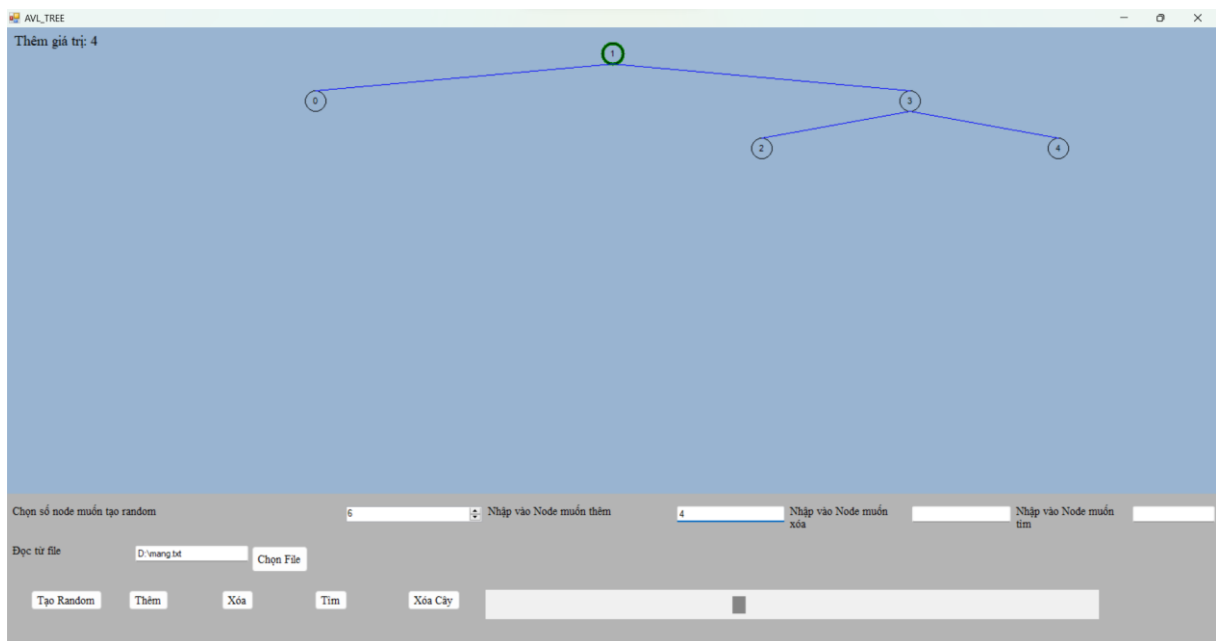 AVL_TREE
Thêm giá trị: 4
1
0
3
2
4
Chọn số node muốn tạo random
6
Nhập vào Node muốn thêm
4
Nhập vào Node muốn
xóa
Nhập vào Node muốn
tìm
Đọc từ file
D:\mang.txt
Chọn File
Tạo Random
Thêm
Xóa
Tìm
Xóa Cây